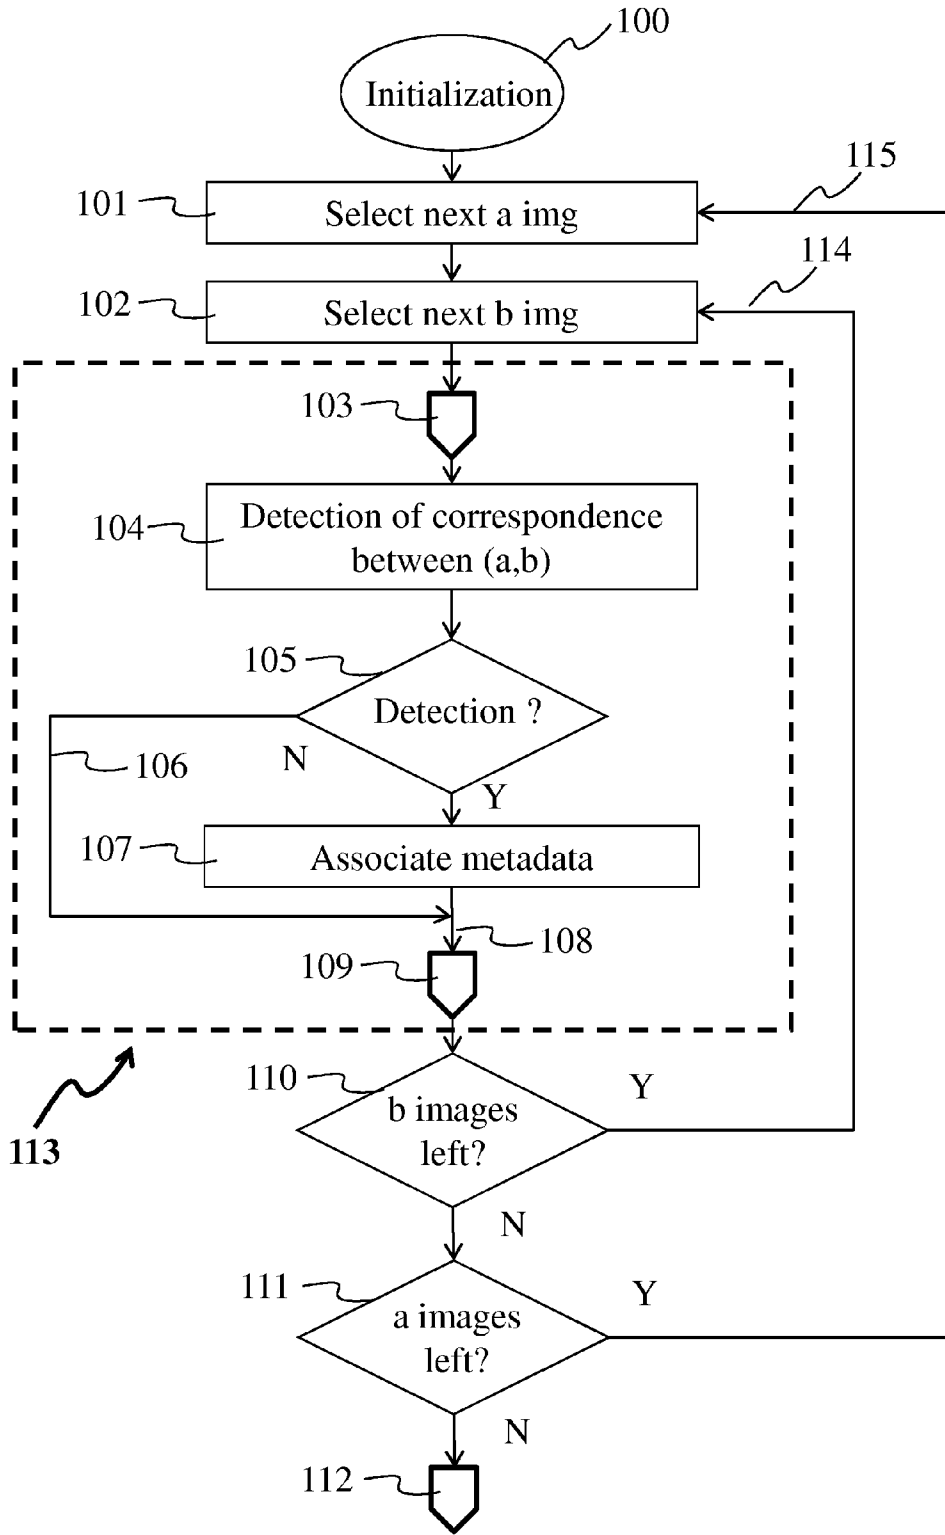 100
Initialization
115
101
Select next a img
114
102
Select next b img
103
104
Detection of correspondence
between (a,b)
105
Detection ?
N
106
Y
107
Associate metadata
108
109
110
Y
b images
left?
113
N
111
Y
a images
left?
N
112